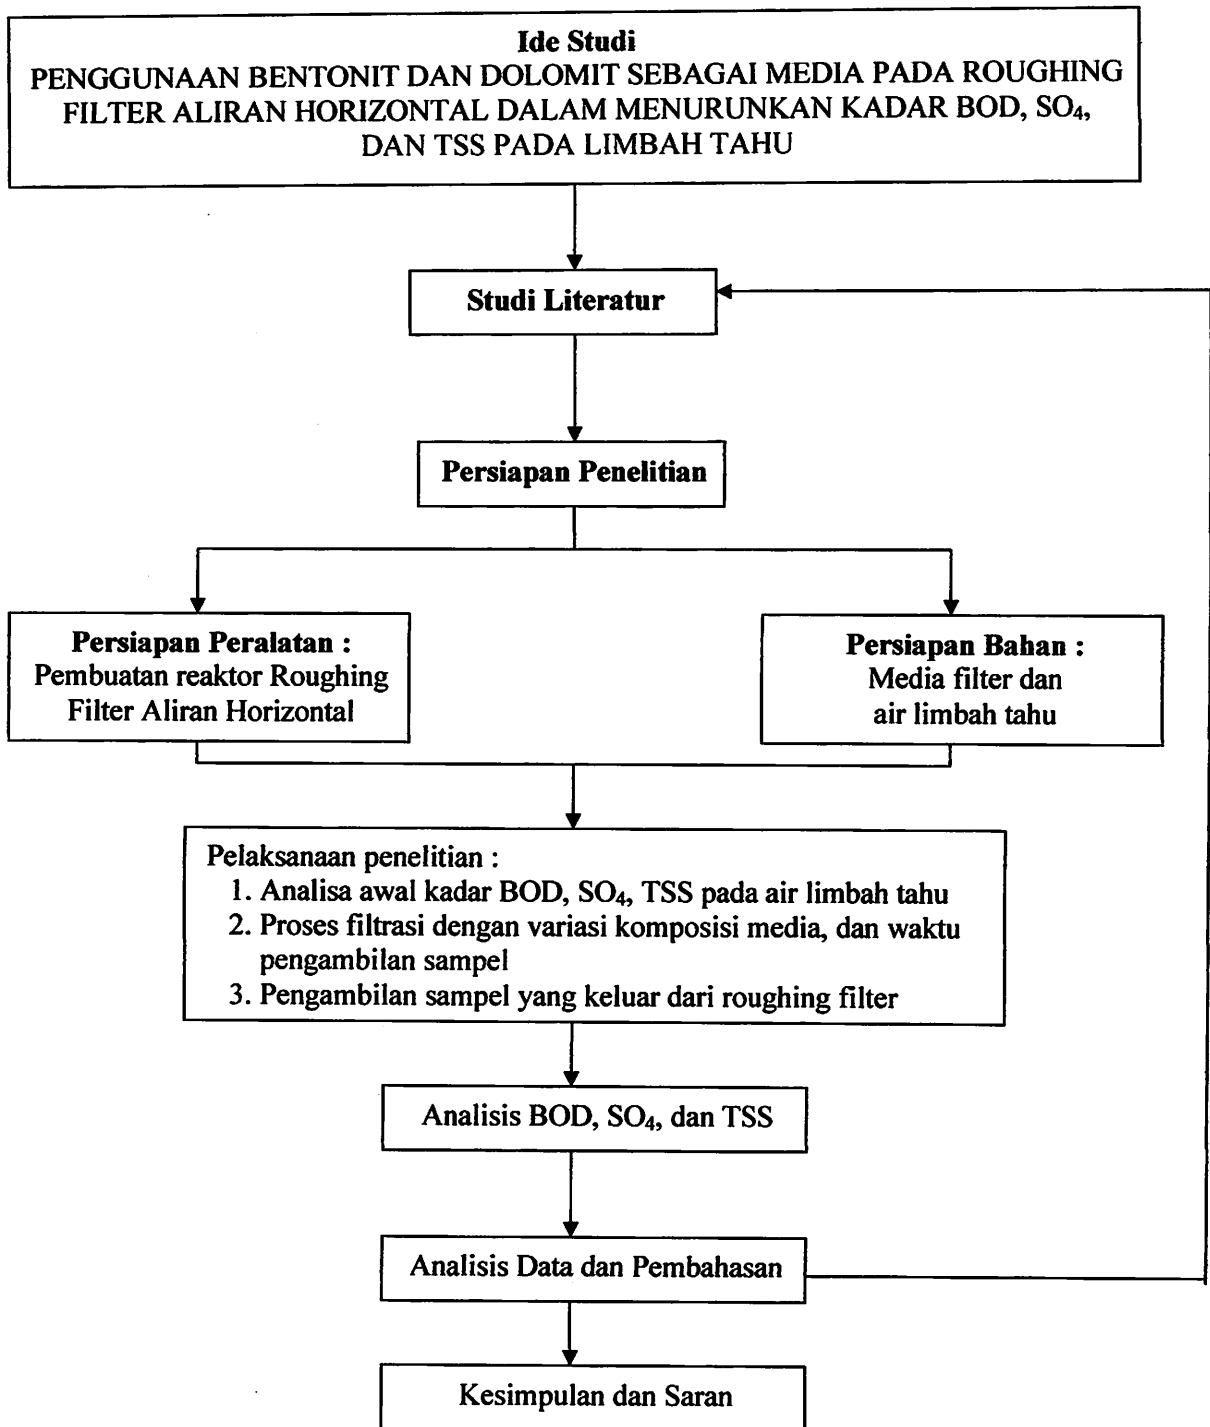 Ide Studi
PENGGUNAAN BENTONIT DAN DOLOMIT SEBAGAI MEDIA PADA ROUGHING
FILTER ALIRAN HORIZONTAL DALAM MENURUNKAN KADAR BOD, SO₄,
DAN TSS PADA LIMBAH TAHU
Studi Literatur
Persiapan Penelitian
Persiapan Peralatan :
Pembuatan reaktor Roughing
Filter Aliran Horizontal
Persiapan Bahan :
Media filter dan
air limbah tahu
Pelaksanaan penelitian :
1. Analisa awal kadar BOD, SO₄, TSS pada air limbah tahu
2. Proses filtrasi dengan variasi komposisi media, dan waktu
pengambilan sampel
3. Pengambilan sampel yang keluar dari roughing filter
Analisis BOD, SO₄, dan TSS
Analisis Data dan Pembahasan
Kesimpulan dan Saran